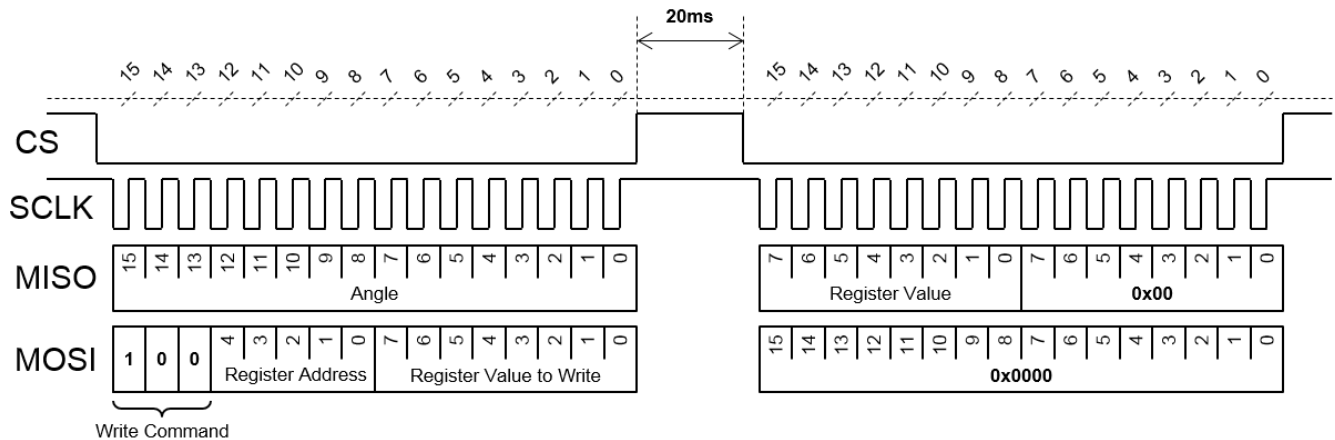 20ms
15 14 13 12 11 10 9 8 7 6 5 4 3 2 1 0 15 14 13 12 11 10 9 8 7 6 5 4 3 2 1 0
CS
SCLK
MISO 15 14 13 12 11 10 9 8 7 6 5 4 3 2 1 0 7 6 5 4 3 2 1 0 7 6 5 4 3 2 1 0
Angle Register Value 0x00
MOSI 1 0 0 4 3 2 1 0 7 6 5 4 3 2 1 0 15 14 13 12 11 10 9 8 7 6 5 4 3 2 1 0
Register Address Register Value to Write 0x0000
Write Command